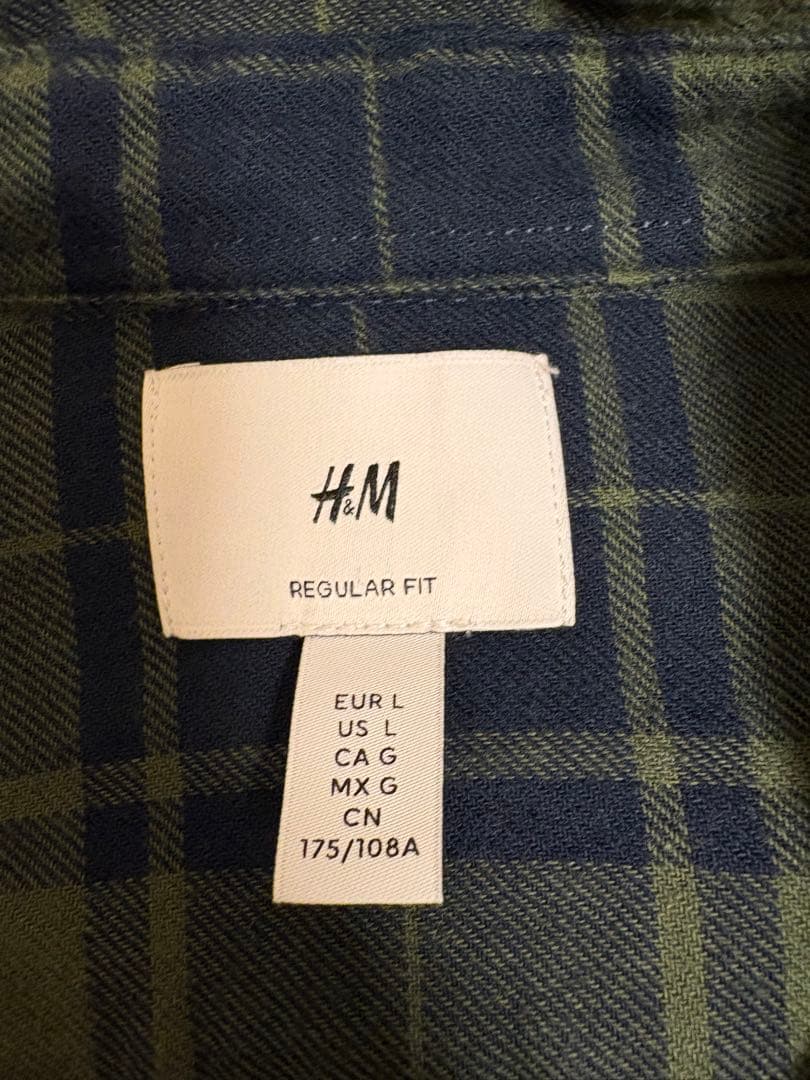 H&M
REGULAR FIT
EUR L
US L
CA G
MX G
CN
175/108A